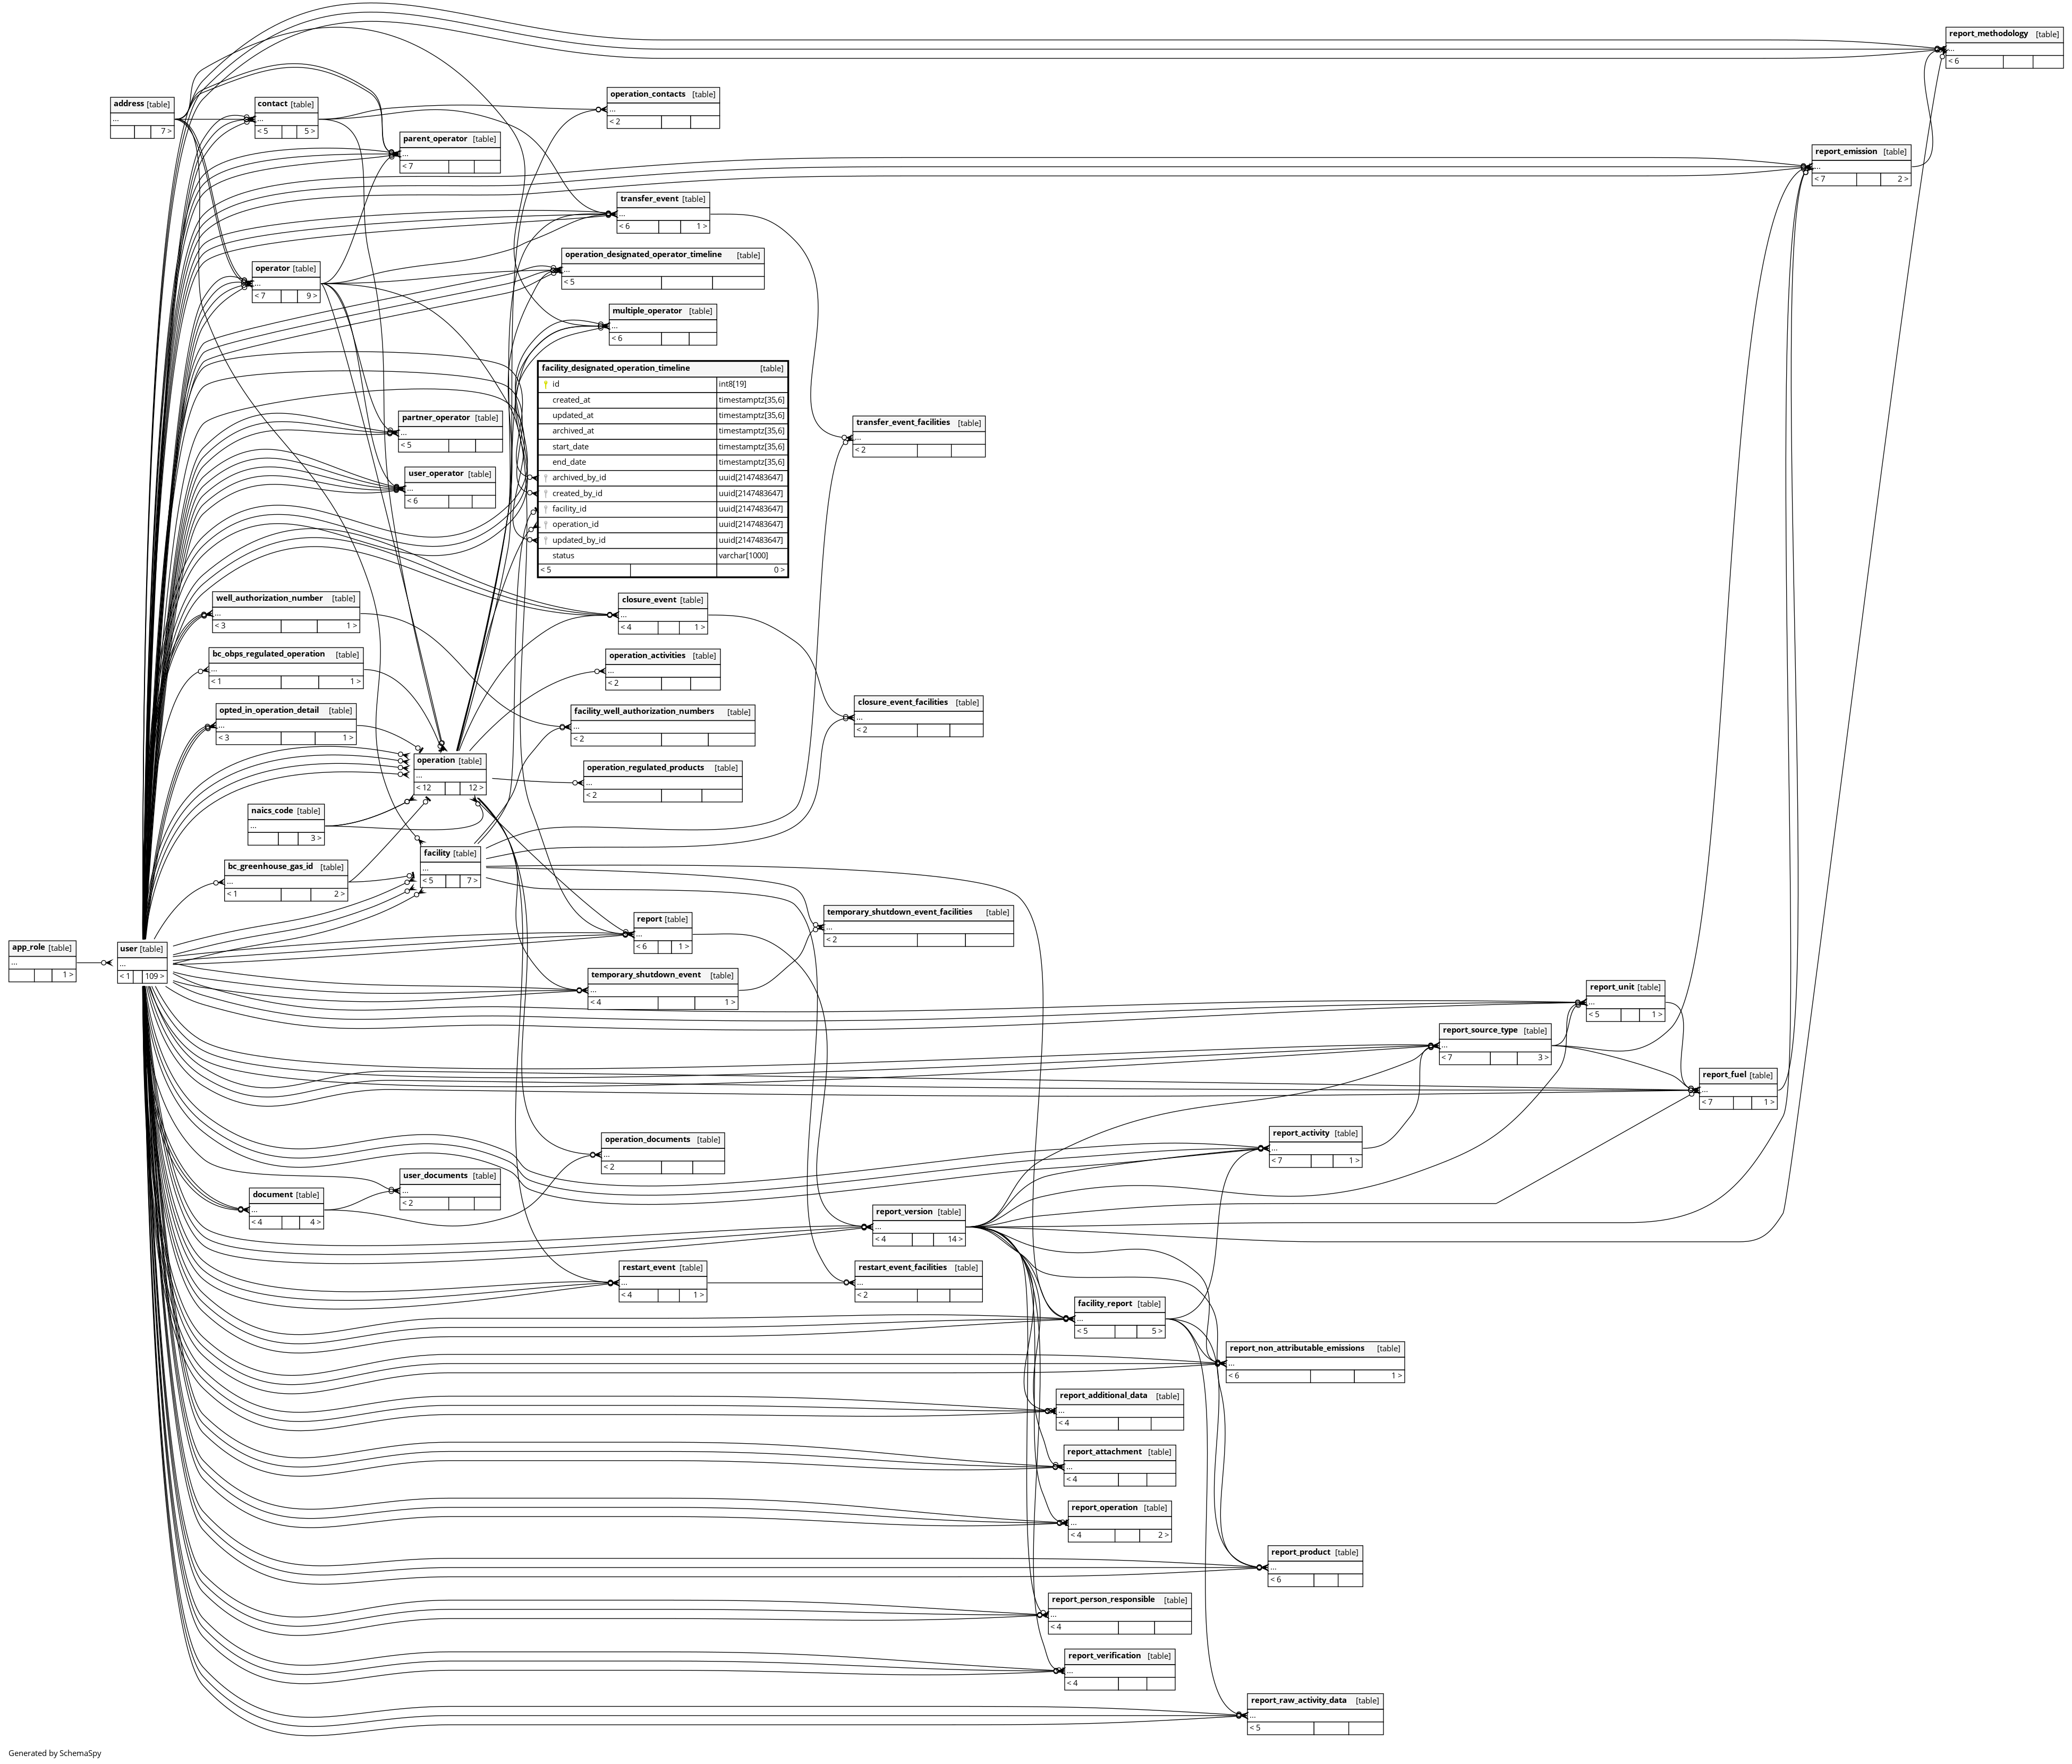 report_methodology [table]
...
< 6
address [table]
...
7 >
contact [table]
...
< 5 5 >
operation_contacts [table]
...
< 2
parent_operator [table]
...
< 7
report_emission [table]
...
< 7 2 >
transfer_event [table]
...
< 6 1 >
operation_designated_operator_timeline [table]
...
< 5
operator [table]
...
< 7 9 >
multiple_operator [table]
...
< 6
facility_designated_operation_timeline [table]
id int8[19]
created_at timestamptz[35,6]
updated_at timestamptz[35,6]
archived_at timestamptz[35,6]
start_date timestamptz[35,6]
end_date timestamptz[35,6]
archived_by_id uuid[2147483647]
created_by_id uuid[2147483647]
facility_id uuid[2147483647]
operation_id uuid[2147483647]
updated_by_id uuid[2147483647]
status varchar[1000]
< 5 0 >
partner_operator [table]
...
< 5
transfer_event_facilities [table]
...
< 2
user_operator [table]
...
< 6
well_authorization_number [table]
...
< 3 1 >
closure_event [table]
...
< 4 1 >
bc_obps_regulated_operation [table]
...
< 1 1 >
operation_activities [table]
...
< 2
opted_in_operation_detail [table]
...
< 3 1 >
facility_well_authorization_numbers [table]
...
< 2
closure_event_facilities [table]
...
< 2
operation [table]
...
< 12 12 >
operation_regulated_products [table]
...
< 2
naics_code [table]
...
3 >
facility [table]
...
< 5 7 >
bc_greenhouse_gas_id [table]
...
< 1 2 >
report [table]
...
< 6 1 >
temporary_shutdown_event_facilities [table]
...
< 2
app_role [table]
...
1 >
user [table]
...
< 1 109 >
temporary_shutdown_event [table]
...
< 4 1 >
report_unit [table]
...
< 5 1 >
report_source_type [table]
...
< 7 3 >
report_fuel [table]
...
< 7 1 >
operation_documents [table]
...
< 2
report_activity [table]
...
< 7 1 >
user_documents [table]
...
< 2
document [table]
...
< 4 4 >
report_version [table]
...
< 4 14 >
restart_event [table]
...
< 4 1 >
restart_event_facilities [table]
...
< 2
facility_report [table]
...
< 5 5 >
report_non_attributable_emissions [table]
...
< 6 1 >
report_additional_data [table]
...
< 4
report_attachment [table]
...
< 4
report_operation [table]
...
< 4 2 >
report_product [table]
...
< 6
report_person_responsible [table]
...
< 4
report_verification [table]
...
< 4
report_raw_activity_data [table]
...
< 5
Generated by SchemaSpy